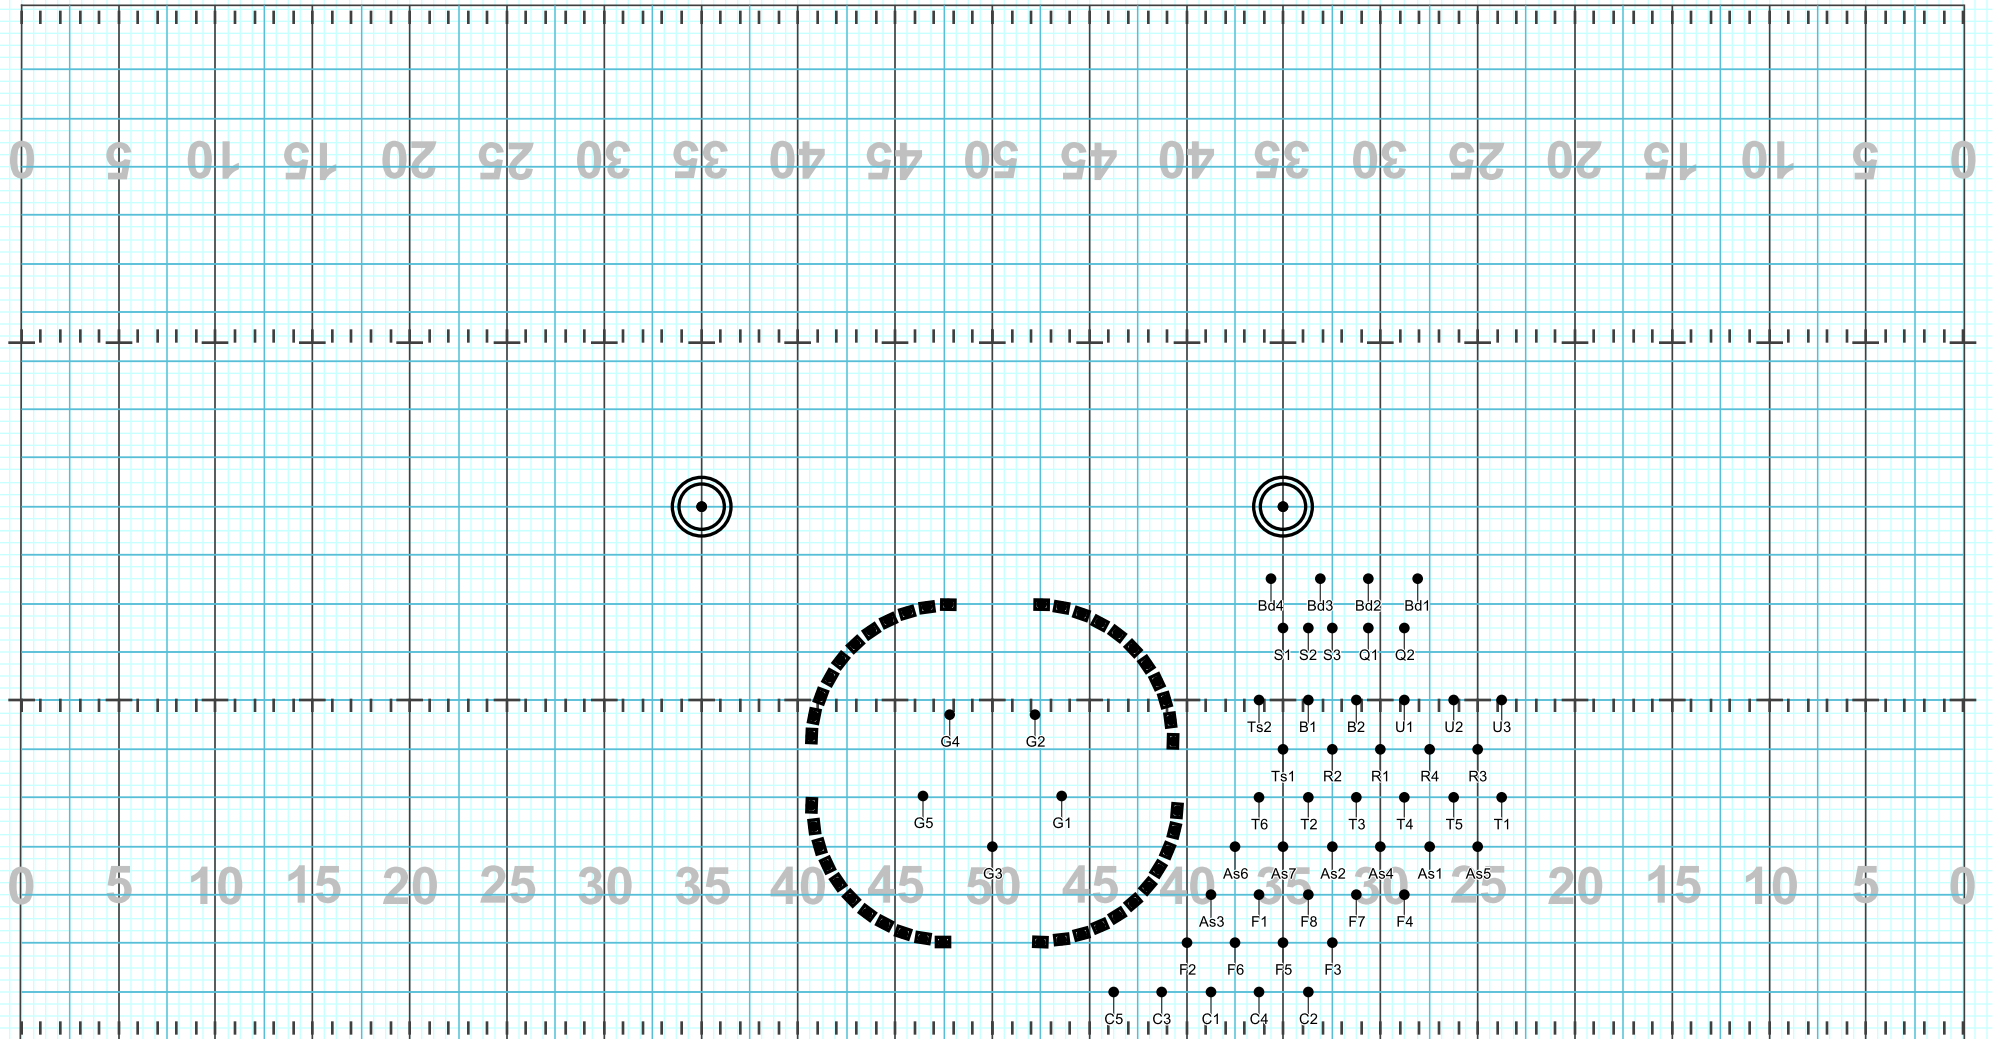 0 5 10 15 20 25 30 35 40 45 50 45 40 35 30 25 20 15 10 5 0
Bd4 Bd3 Bd2 Bd1
S1 S2 S3 Q1 Q2
Ts2 B1 B2 U1 U2 U3
G4 G2
Ts1 R2 R1 R4 R3
G5 G1 T6 T2 T3 T4 T5 T1
G3 As6 As7 As2 As4 As1 As5
0 5 10 15 20 25 30 35 40 45 50 45 40 35 30 25 20 15 10 5 0
As3 F1 F8 F7 F4
F2 F6 F5 F3
C5 C3 C1 C4 C2